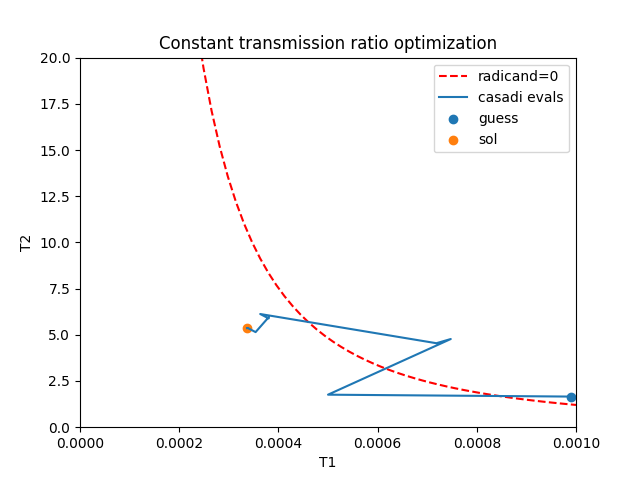 Constant transmission ratio optimization
radicand=0
casadi evals
guess
sol
T2
20.0
17.5
15.0
12.5
10.0
7.5
5.0
2.5
0.0
0.0000
0.0002
0.0004
0.0006
0.0008
0.0010
T1